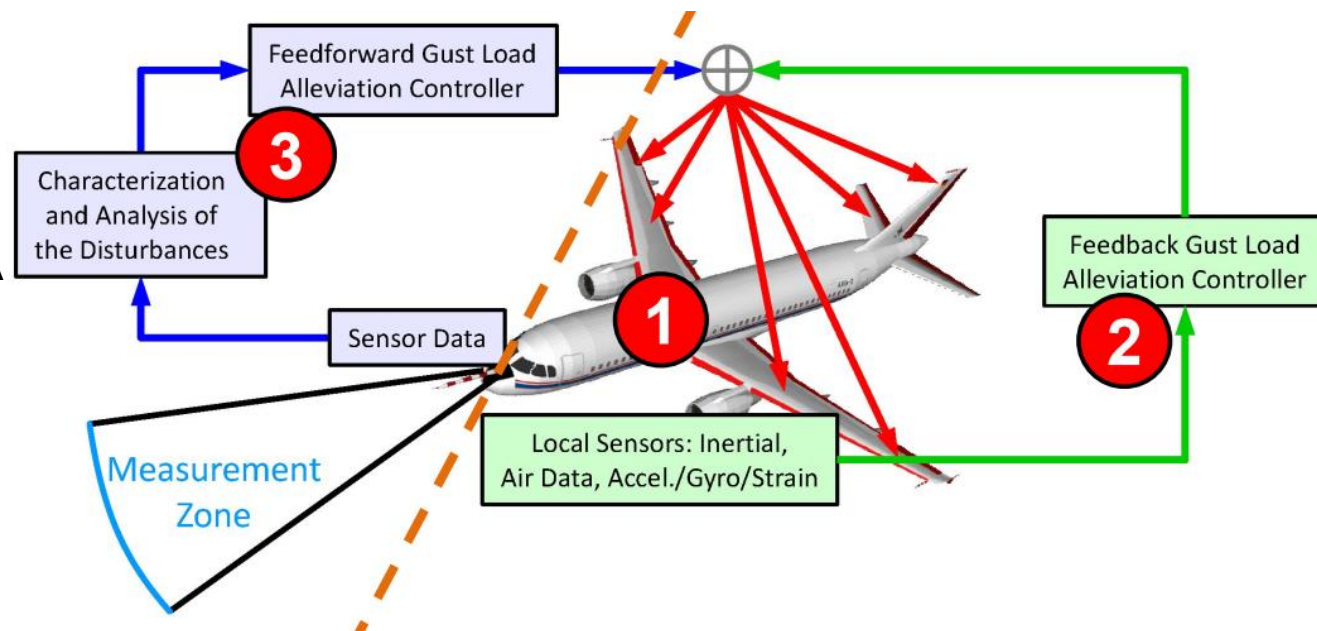 Feedforward Gust Load
Alleviation Controller
3
Characterization
and Analysis of
the Disturbances
Sensor Data
Measurement
Zone
1
Local Sensors: Inertial,
Air Data, Accel./Gyro/Strain
Feedback Gust Load
Alleviation Controller
2